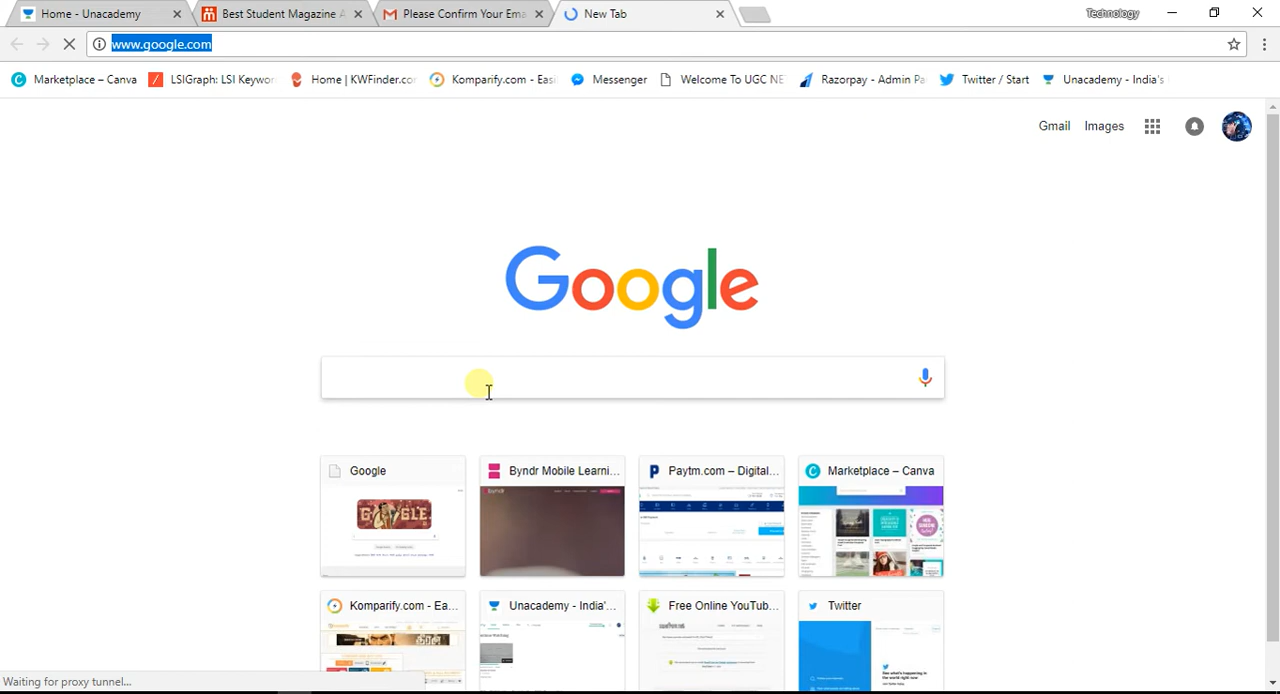 Home - Unacademy
Best Student Magazine A
Please Confirm Your Ema
New Tab
Technology
www.google.com
Marketplace – Canva
LSIGraph: LSI Keywor
Home | KWFinder.co
Komparify.com - Easi
Messenger
Welcome To UGC NE
Razorpay - Admin Pa
Twitter / Start
Unacademy - India's
Gmail
Images
Google
Google
Byndr Mobile Learni...
Paytm.com – Digital...
Marketplace – Canva
GOOGLE
Komparify.com - Ea...
Unacademy - India'...
Free Online YouTub...
Twitter
Waiting for proxy tunnel...